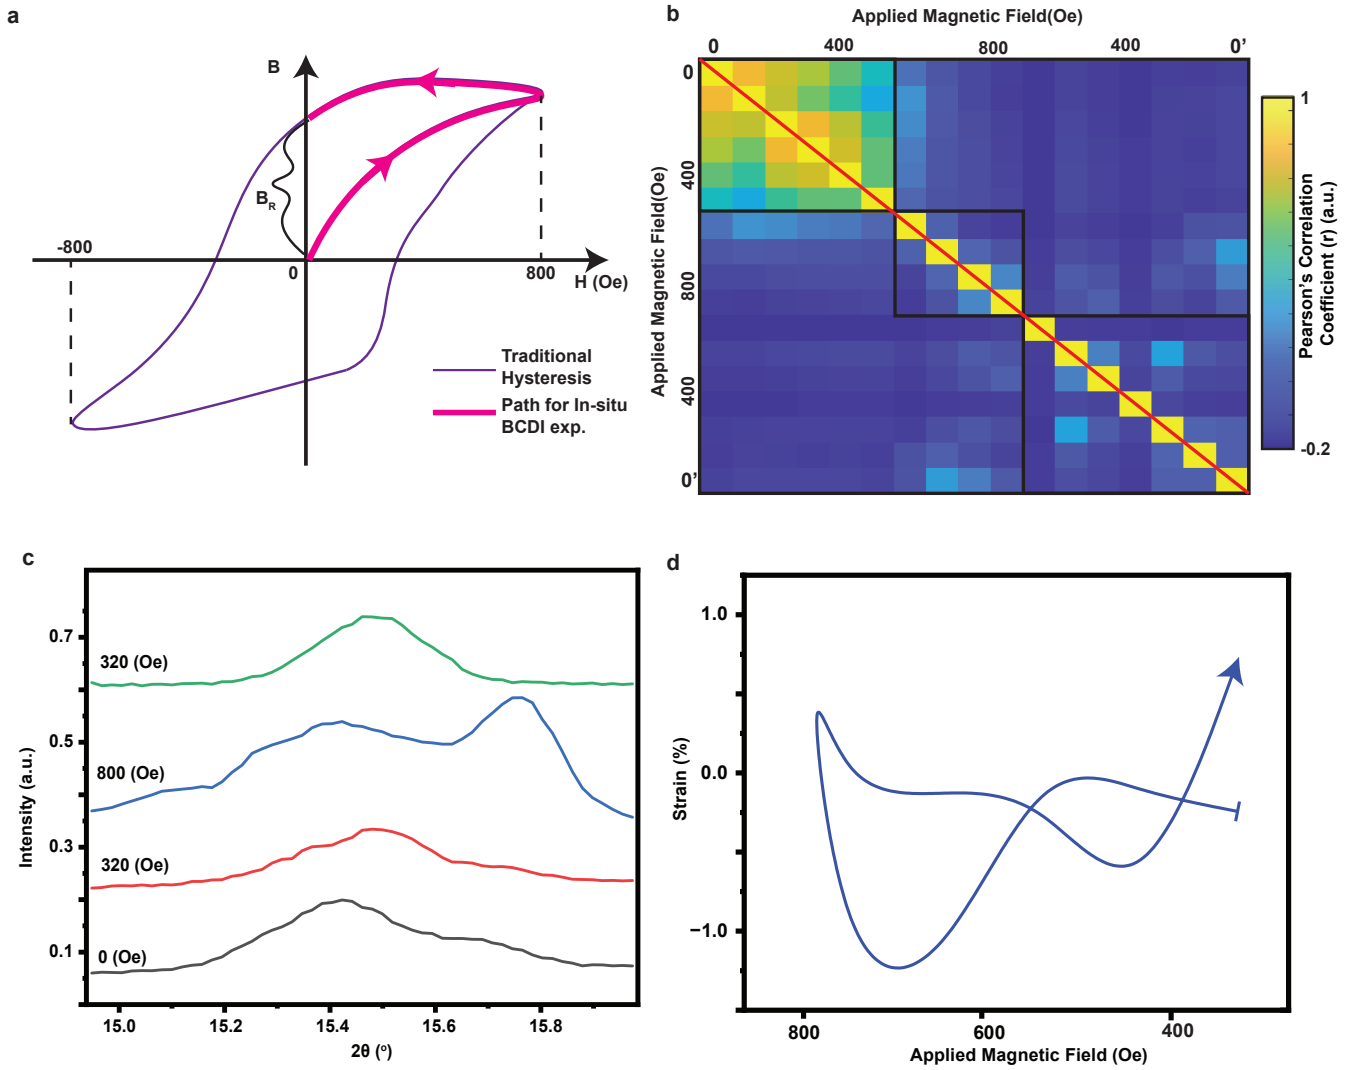 a
B
B_R
-800
0
800
H (Oe)
Traditional
Hysteresis
Path for In-situ
BCDI exp.
b
Applied Magnetic Field(Oe)
0 400 800 400 0'
Applied Magnetic Field(Oe)
0
400
800
400
0'
1
-0.2
Pearson's Correlation
Coefficient (r) (a.u.)
c
Intensity (a.u.)
0.7
0.5
0.3
0.1
320 (Oe)
800 (Oe)
320 (Oe)
0 (Oe)
15.0 15.2 15.4 15.6 15.8
2θ (°)
d
Strain (%)
1.0
0.0
−1.0
800 600 400
Applied Magnetic Field (Oe)